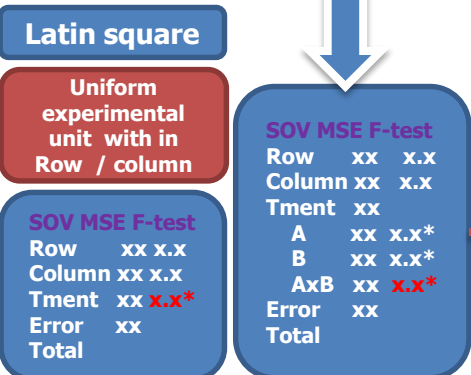 Latin square
Uniform
experimental
unit with in
Row / column
SOV MSE F-test
Row xx x.x
Column xx x.x
Tment xx x.x*
Error xx
Total
SOV MSE F-test
Row xx x.x
Column xx x.x
Tment xx
A xx x.x*
B xx x.x*
AxB xx x.x*
Error xx
Total